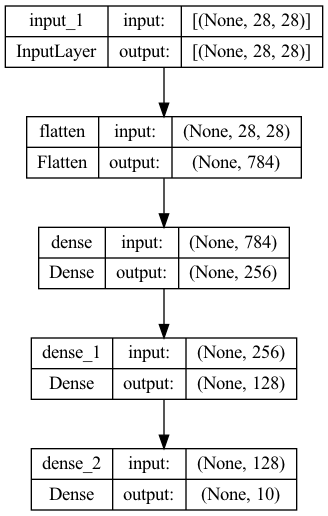 input_1 input: [(None, 28, 28)]
InputLayer output: [(None, 28, 28)]
flatten input: (None, 28, 28)
Flatten output: (None, 784)
dense input: (None, 784)
Dense output: (None, 256)
dense_1 input: (None, 256)
Dense output: (None, 128)
dense_2 input: (None, 128)
Dense output: (None, 10)